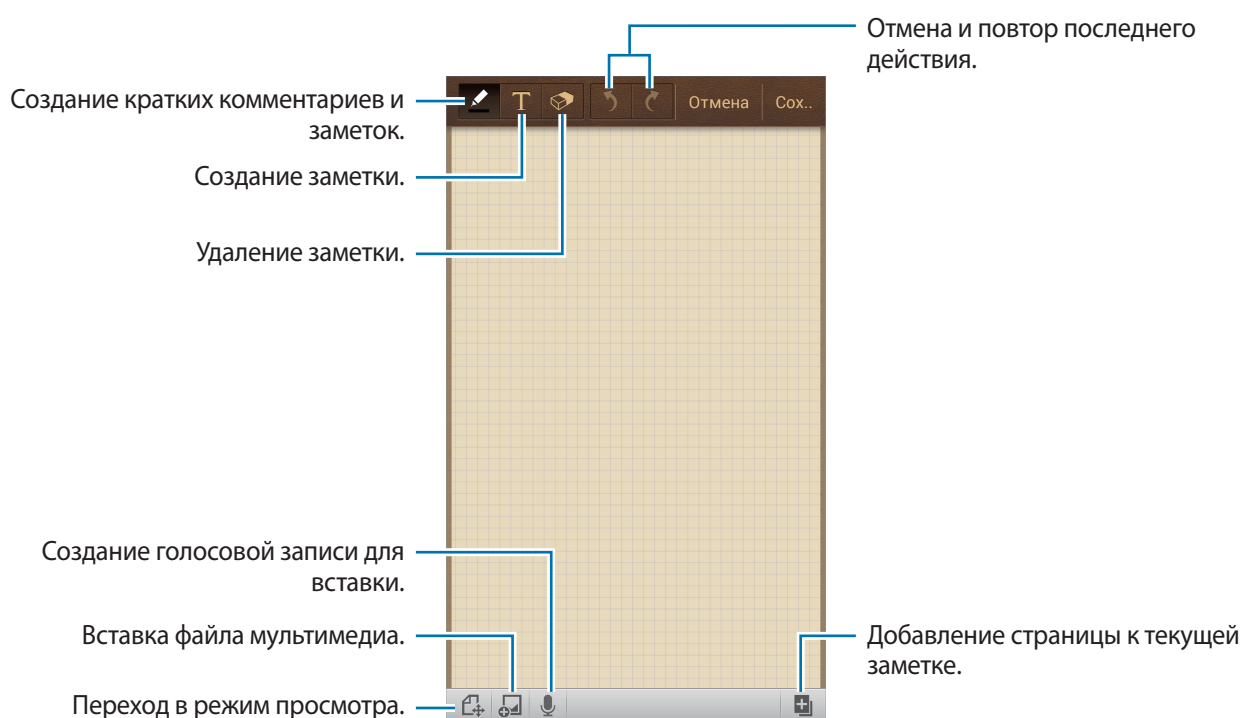 Отмена и повтор последнего
действия.
Создание кратких комментариев и
заметок.
T
Отмена
Сох..
Создание заметки.
Удаление заметки.
Создание голосовой записи для
вставки.
Вставка файла мультимедиа.
Добавление страницы к текущей
заметке.
Переход в режим просмотра.